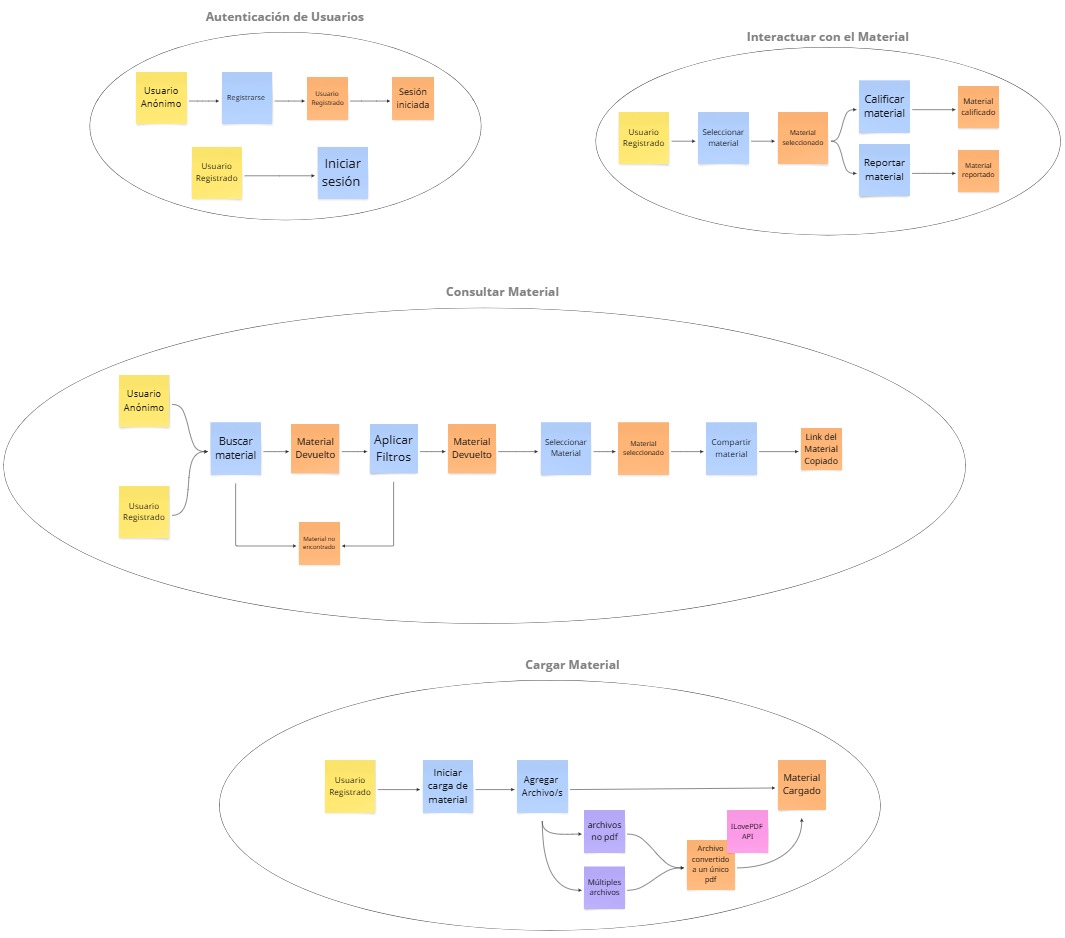 Autenticación de Usuarios
Usuario
Anónimo
Registrarse
Usuario
Registrado
Sesión
iniciada
Usuario
Registrado
Iniciar
sesión
Interactuar con el Material
Usuario
Registrado
Seleccionar
material
Material
seleccionado
Calificar
material
Material
calificado
Reportar
material
Material
reportado
Consultar Material
Usuario
Anónimo
Usuario
Registrado
Buscar
material
Material
Devuelto
Aplicar
Filtros
Material
Devuelto
Seleccionar
Material
Material
seleccionado
Compartir
material
Link del
Material
Copiado
Material no
encontrado
Cargar Material
Usuario
Registrado
Iniciar
carga de
material
Agregar
Archivo/s
Material
Cargado
archivos
no pdf
Múltiples
archivos
ILovePDF
API
Archivo
convertido
a un único
pdf